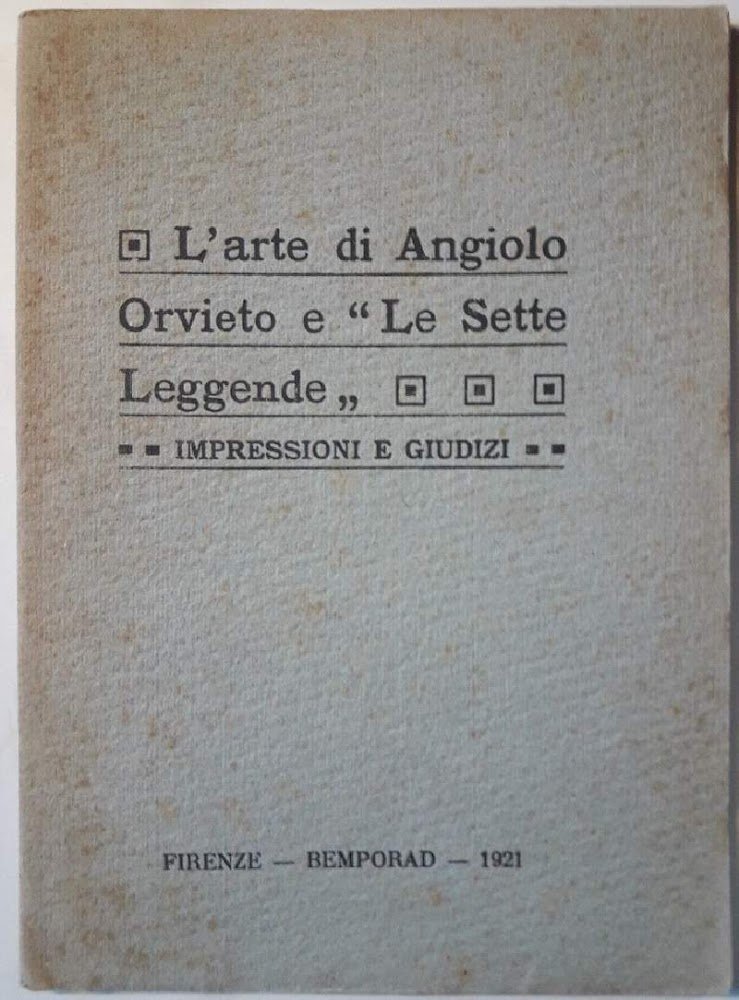 L'arte di Angiolo
Orvieto e “Le Sette
Leggende„
IMPRESSIONI E GIUDIZI
FIRENZE — BEMPORAD — 1921